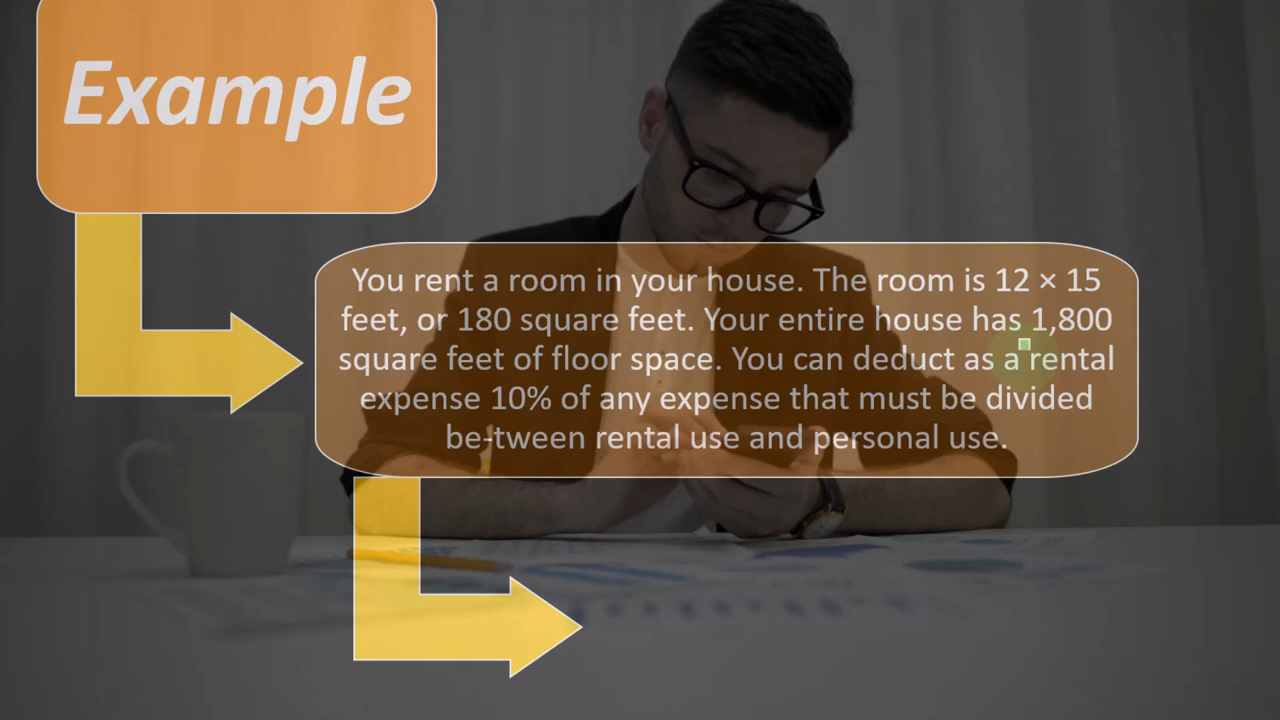 Example
You rent a room in your house. The room is 12 × 15
feet, or 180 square feet. Your entire house has 1,800
square feet of floor space. You can deduct as a rental
expense 10% of any expense that must be divided
be-tween rental use and personal use.